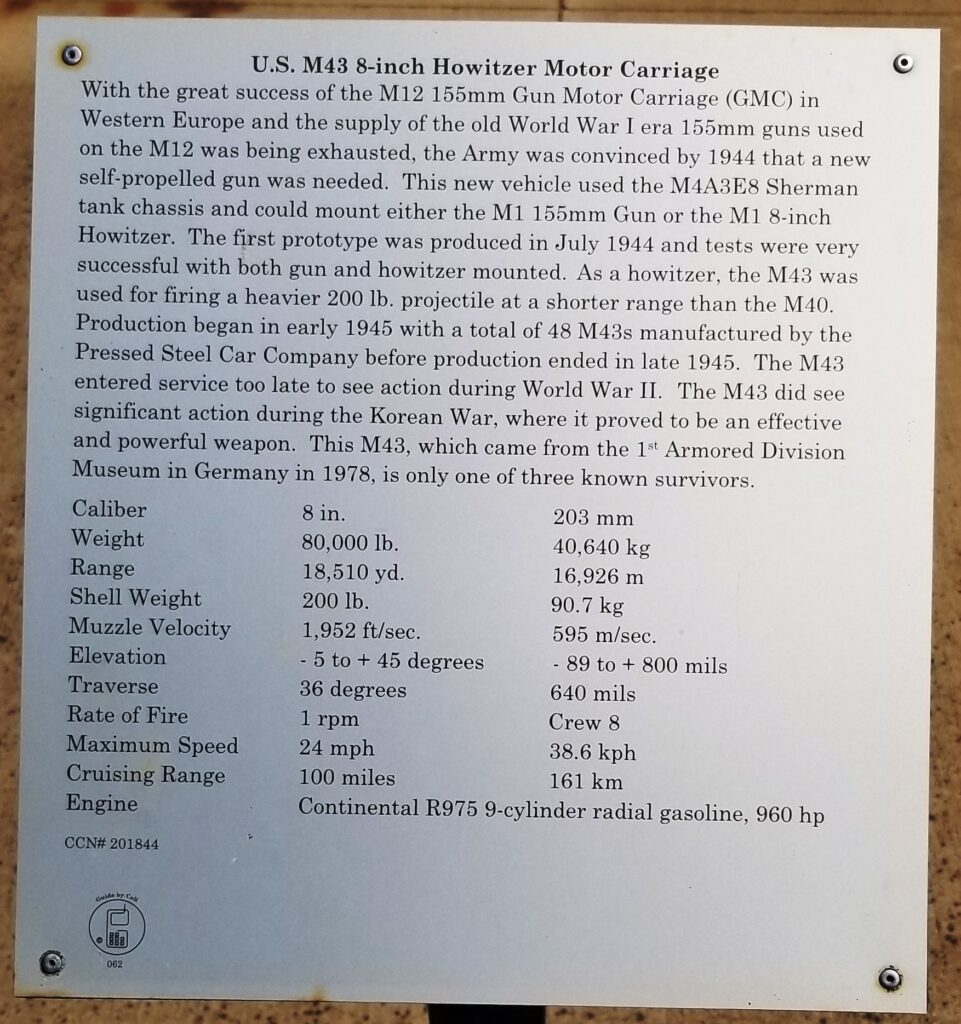 U.S. M43 8-inch Howitzer Motor Carriage
With the great success of the M12 155mm Gun Motor Carriage (GMC) in
Western Europe and the supply of the old World War I era 155mm guns used
on the M12 was being exhausted, the Army was convinced by 1944 that a new
self-propelled gun was needed. This new vehicle used the M4A3E8 Sherman
tank chassis and could mount either the M1 155mm Gun or the M1 8-inch
Howitzer. The first prototype was produced in July 1944 and tests were very
successful with both gun and howitzer mounted. As a howitzer, the M43 was
used for firing a heavier 200 lb. projectile at a shorter range than the M40.
Production began in early 1945 with a total of 48 M43s manufactured by the
Pressed Steel Car Company before production ended in late 1945. The M43
entered service too late to see action during World War II. The M43 did see
significant action during the Korean War, where it proved to be an effective
and powerful weapon. This M43, which came from the 1st Armored Division
Museum in Germany in 1978, is only one of three known survivors.
Caliber 8 in. 203 mm
Weight 80,000 lb. 40,640 kg
Range 18,510 yd. 16,926 m
Shell Weight 200 lb. 90.7 kg
Muzzle Velocity 1,952 ft/sec. 595 m/sec.
Elevation - 5 to + 45 degrees - 89 to + 800 mils
Traverse 36 degrees 640 mils
Rate of Fire 1 rpm Crew 8
Maximum Speed 24 mph 38.6 kph
Cruising Range 100 miles 161 km
Engine Continental R975 9-cylinder radial gasoline, 960 hp
CCN# 201844
Guide by Cell
062